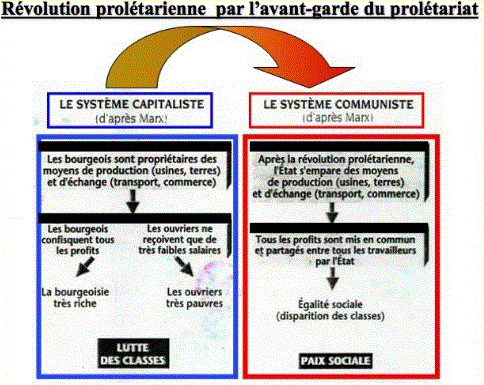 Révolution prolétarienne par l'avant-garde du prolétariat
LE SYSTÈME CAPITALISTE
(d'après Marx)
Les bourgeois sont propriétaires des
moyens de production (usines, terres)
et d'échange (transport, commerce)
Les bourgeois
confisquent tous
les profits
Les ouvriers ne
reçoivent que de
très faibles salaires
La bourgeoisie
très riche
Les ouvriers
très pauvres
LUTTE
DES CLASSES
LE SYSTÈME COMMUNISTE
(d'après Marx)
Après la révolution prolétarienne,
l'État s'empare des moyens
de production (usines, terres)
et d'échange (transport, commerce)
Tous les profits sont mis en commun
et partagés entre tous les travailleurs
par l'État
Égalité sociale
(disparition des classes)
PAIX SOCIALE